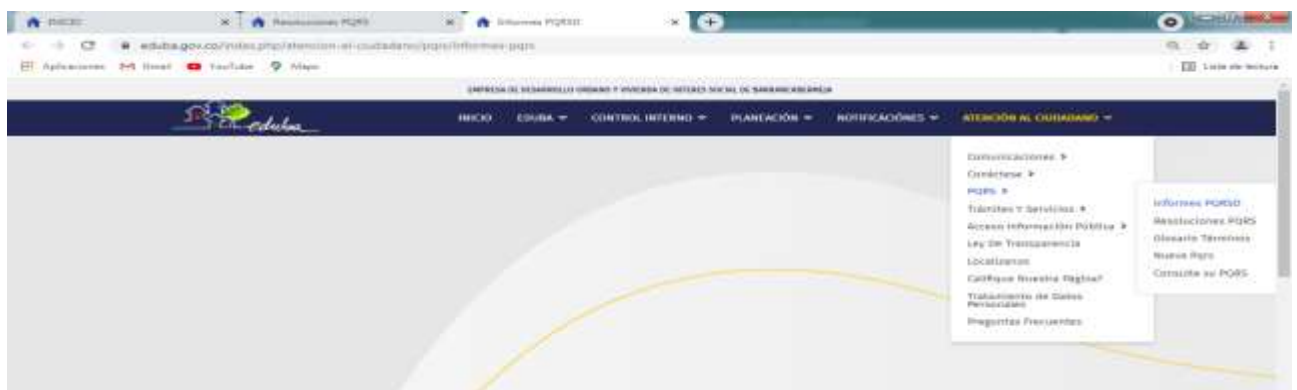 INICIO
Resoluciones PQRS
Informes PQRSD
eduba.gov.co/index.php/atencion-al-ciudadano/pqrs/informes-pqrs
Aplicaciones Gmail YouTube Maps Lista de lectura
EMPRESA DE DESARROLLO URBANO Y VIVIENDA DE INTERES SOCIAL DE BARRANCABERMEJA
eduba
INICIO EDUBA CONTROL INTERNO PLANEACIÓN NOTIFICACIÓNES ATENCIÓN AL CIUDADANO
Comunicaciones
Conéctese
PQRS
Trámites Y Servicios
Acceso Información Pública
Ley De Transparencia
Localizanos
Califique Nuestra Página!
Tratamiento de Datos
Personales
Preguntas Frecuentes
Informes PQRSD
Resoluciones PQRS
Glosario Términos
Nueva Pqrs
Consulte su PQRS